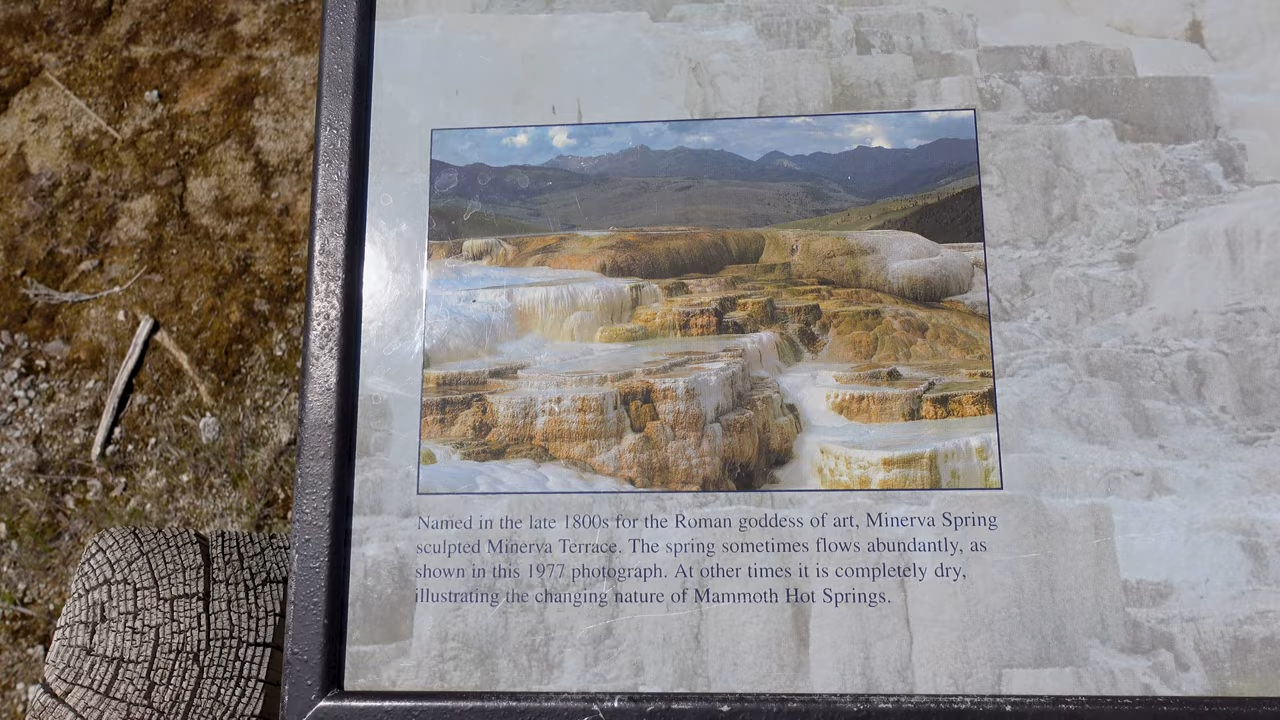 Named in the late 1800s for the Roman goddess of art, Minerva Spring
sculpted Minerva Terrace. The spring sometimes flows abundantly, as
shown in this 1977 photograph. At other times it is completely dry,
illustrating the changing nature of Mammoth Hot Springs.